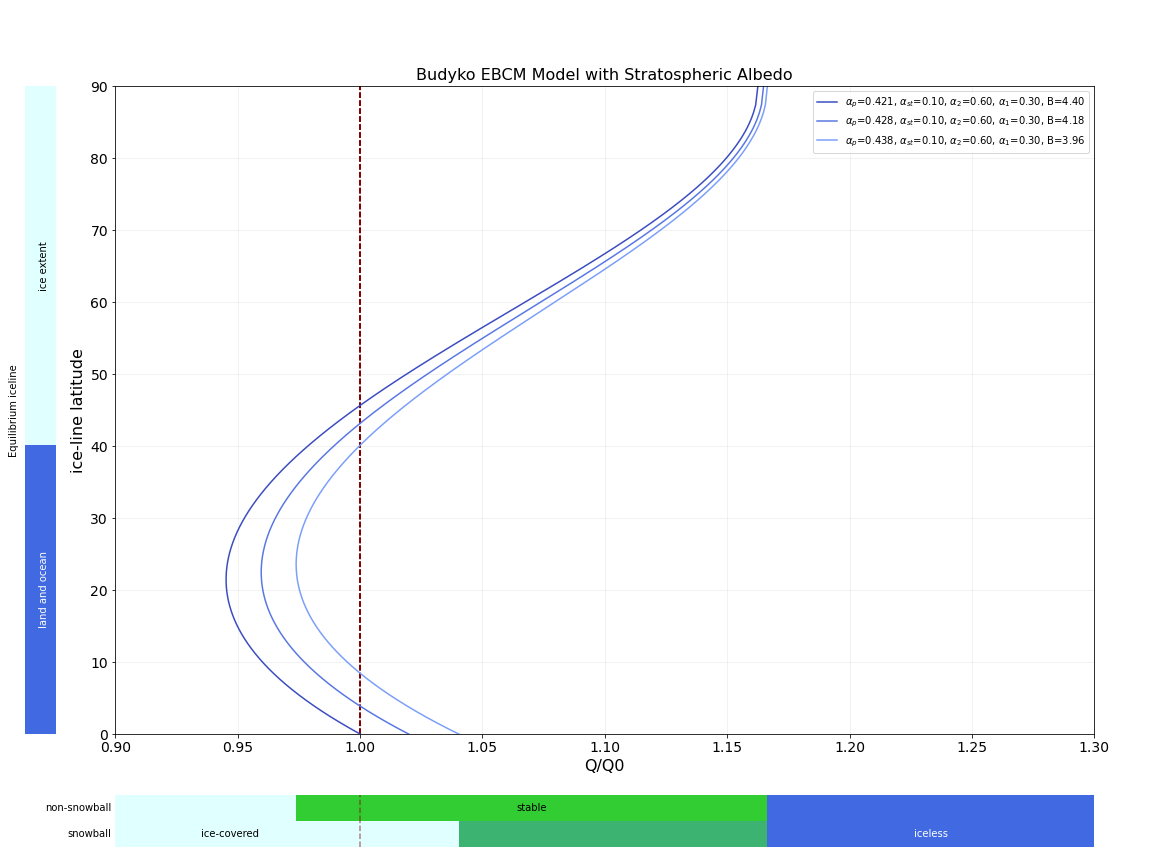 Budyko EBCM Model with Stratospheric Albedo
αp=0.421, αst=0.10, α2=0.60, α1=0.30, B=4.40
αp=0.428, αst=0.10, α2=0.60, α1=0.30, B=4.18
αp=0.438, αst=0.10, α2=0.60, α1=0.30, B=3.96
Equilibrium iceline
ice extent
land and ocean
ice-line latitude
90
80
70
60
50
40
30
20
10
0
0.90 0.95 1.00 1.05 1.10 1.15 1.20 1.25 1.30
Q/Q0
non-snowball stable
snowball ice-covered iceless